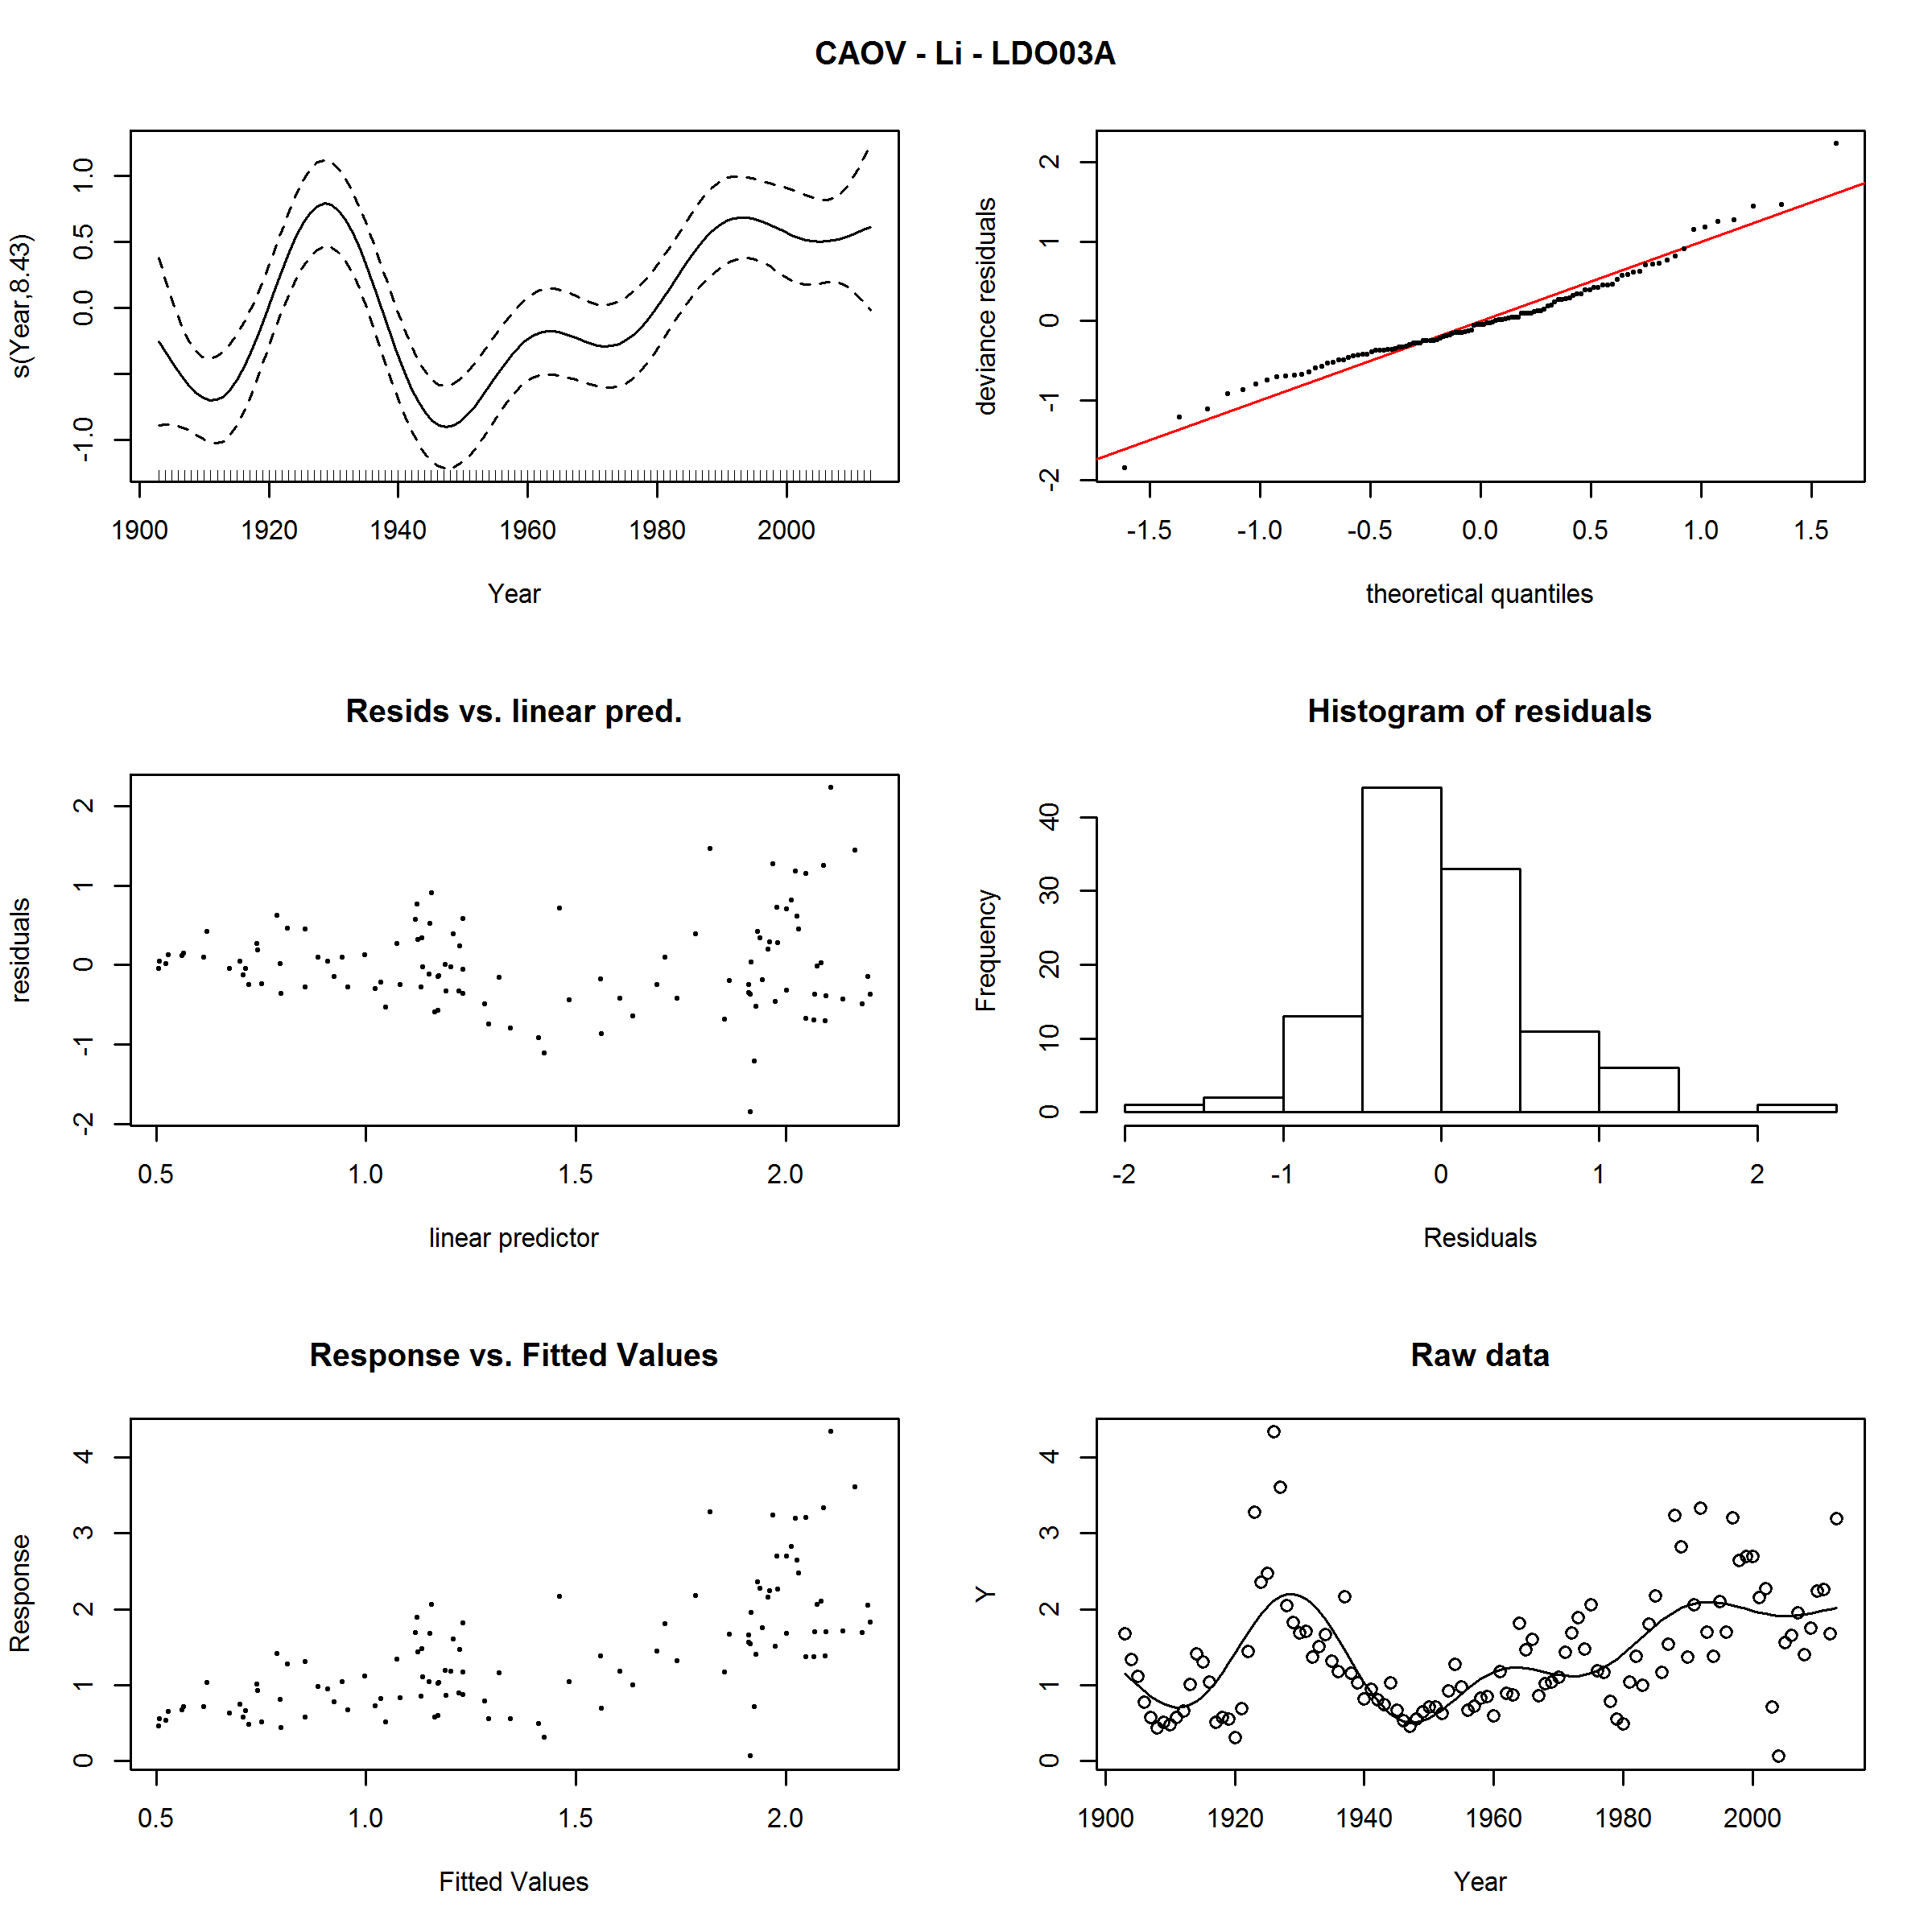 CAOV - Li - LDO03A
s(Year,8.43)
-1.0 0.0 0.5 1.0
1900 1920 1940 1960 1980 2000
Year
deviance residuals
-2 -1 0 1 2
-1.5 -1.0 -0.5 0.0 0.5 1.0 1.5
theoretical quantiles
Resids vs. linear pred.
residuals
-2 -1 0 1 2
0.5 1.0 1.5 2.0
linear predictor
Histogram of residuals
Frequency
0 10 20 30 40
-2 -1 0 1 2
Residuals
Response vs. Fitted Values
Response
0 1 2 3 4
0.5 1.0 1.5 2.0
Fitted Values
Raw data
Y
0 1 2 3 4
1900 1920 1940 1960 1980 2000
Year